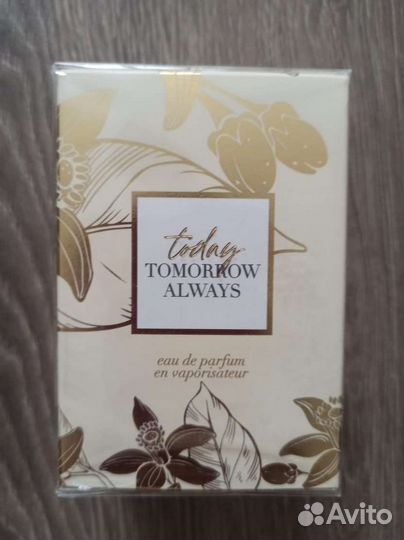 today
TOMORROW
ALWAYS
eau de parfum
en vaporisateur
Avito